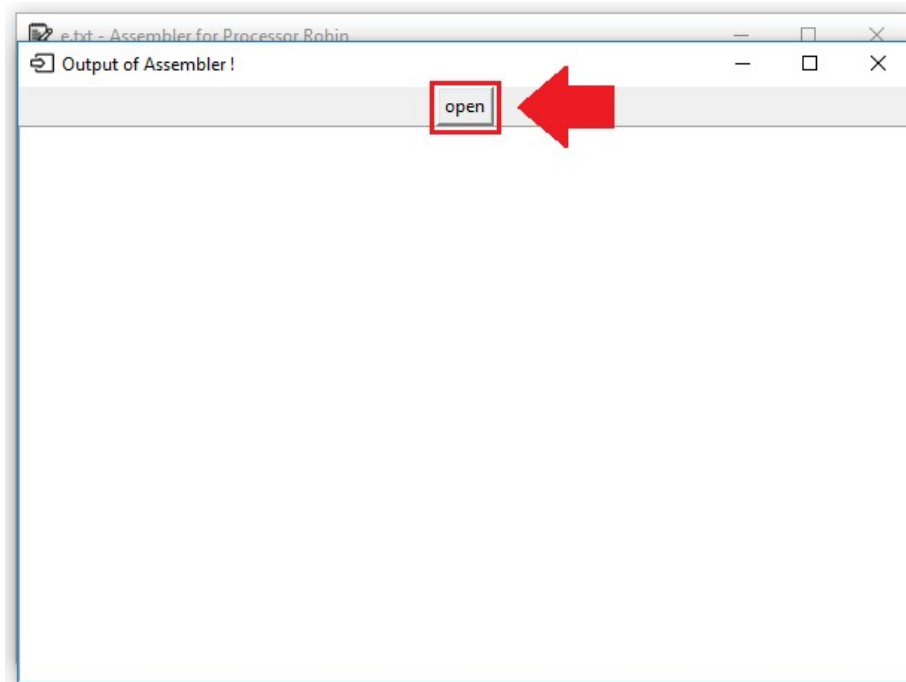 e.txt - Assembler for Processor Robin
Output of Assembler !
open